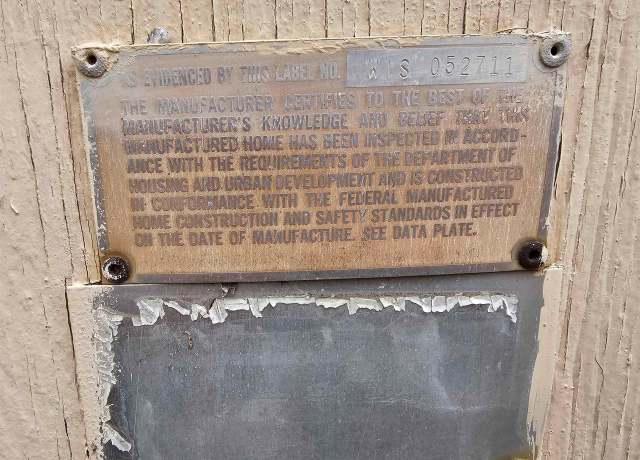 AS EVIDENCED BY THIS LABEL NO. WIS 052711
THE MANUFACTURER CERTIFIES TO THE BEST OF THE
MANUFACTURER'S KNOWLEDGE AND BELIEF THAT THIS
MANUFACTURED HOME HAS BEEN INSPECTED IN ACCORD-
ANCE WITH THE REQUIREMENTS OF THE DEPARTMENT OF
HOUSING AND URBAN DEVELOPMENT AND IS CONSTRUCTED
IN CONFORMANCE WITH THE FEDERAL MANUFACTURED
HOME CONSTRUCTION AND SAFETY STANDARDS IN EFFECT
ON THE DATE OF MANUFACTURE. SEE DATA PLATE.